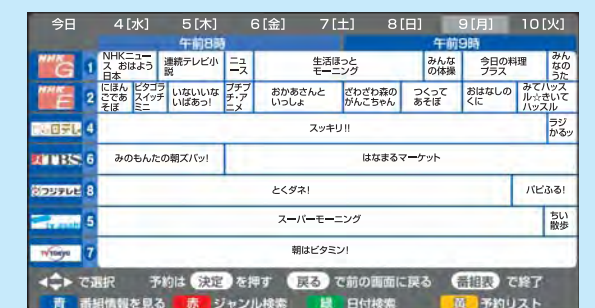 今日 4[水] 5[木] 6[金] 7[土] 8[日] 9[月] 10[火]
午前8時 午前9時
NHK G 1
NHKニュー
ス おはよう
日本
連続テレビ小
説
ニュ
ース
生活ほっと
モーニング
みんな
の体操
今日の料理
プラス
みん
なの
うた
NHK E 2
にほん
ごであ
そぼ
ピタゴラ
スイッチ
ミニ
いないいな
いばあっ!
プチプ
チ・ア
ニメ
おかあさんと
いっしょ
ざわざわ森の
がんこちゃん
つくって
あそぼ
おはなしの
くに
みてハッス
ル☆きいて
ハッスル
日テレ 4
スッキリ!!
ラジ
かるッ
TBS 6
みのもんたの朝ズバッ!
はなまるマーケット
フジテレビ 8
とくダネ!
バビふる!
tv asahi 5
スーパーモーニング
ちい
散歩
TV TOKYO 7
朝はビタミン!
で選択 予約は 決定 を押す 戻る で前の画面に戻る 番組表 で終了
青 番組情報を見る 赤 ジャンル検索 緑 日付検索 黄 予約リスト